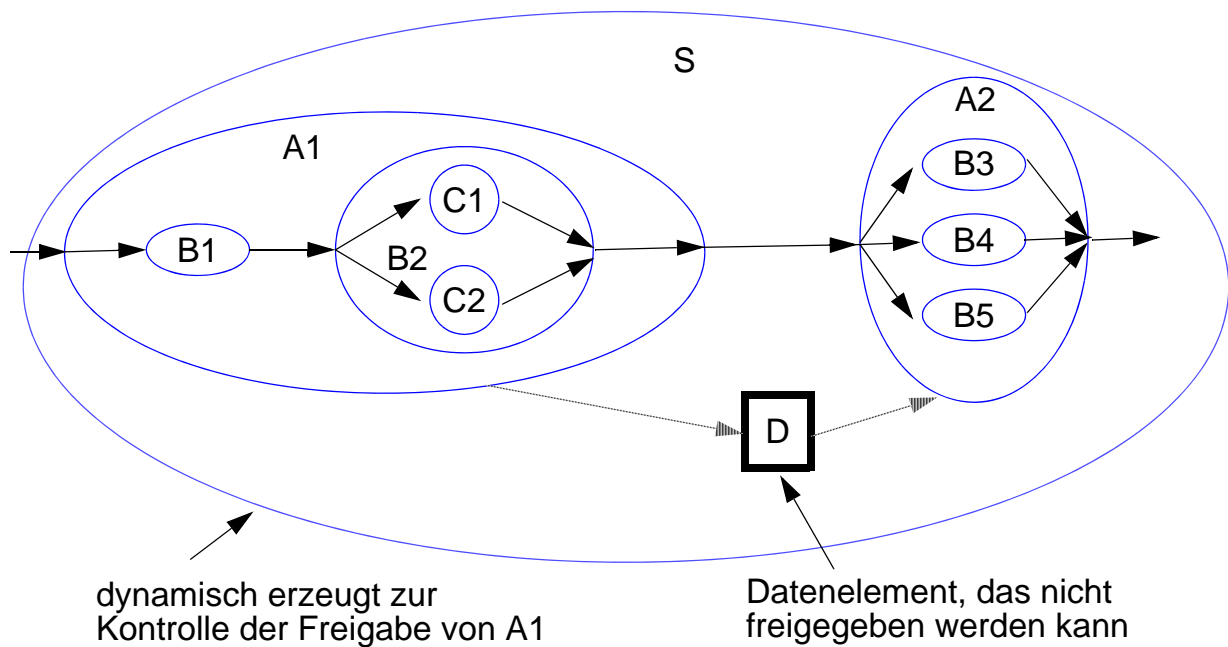 S
A1
A2
B1
B2
C1
C2
B3
B4
B5
D
dynamisch erzeugt zur
Kontrolle der Freigabe von A1
Datenelement, das nicht
freigegeben werden kann